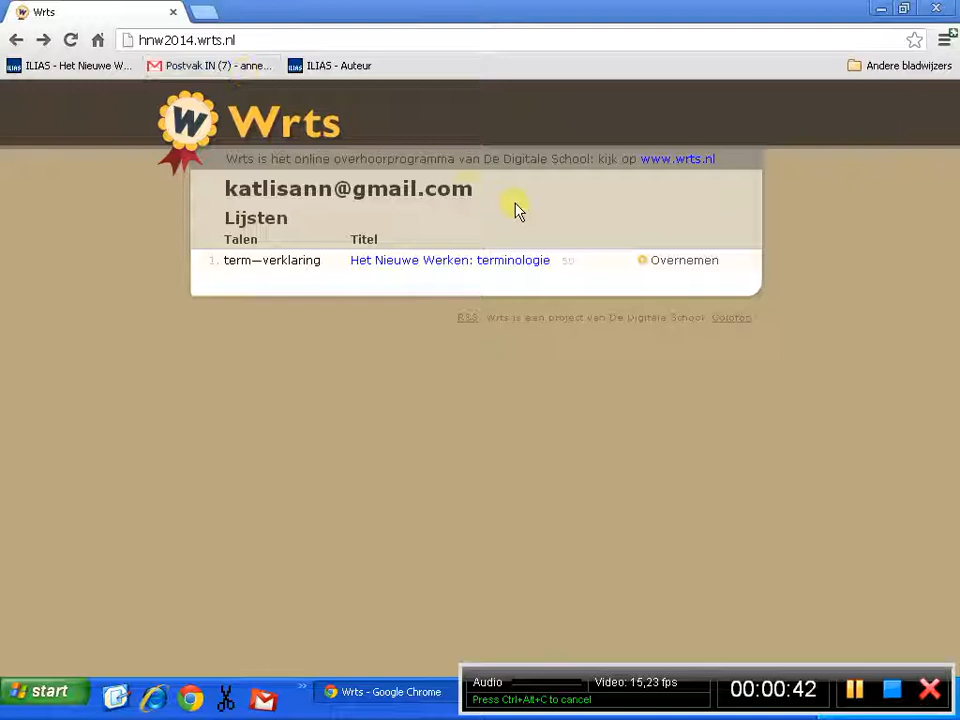 Wrts
hnw2014.wrts.nl
ILIAS - Het Nieuwe W...
Postvak IN (7) - anne...
ILIAS - Auteur
Andere bladwijzers
W Wrts
Wrts is het online overhoorprogramma van De Digitale School: kijk op www.wrts.nl
katlisann@gmail.com
Lijsten
Talen Titel
1. term—verklaring Het Nieuwe Werken: terminologie 50 Overnemen
RSS Wrts is een project van De Digitale School. Colofon
start
Wrts - Google Chrome
Audio Video: 15,23 fps
Press Ctrl+Alt+C to cancel
00:00:42